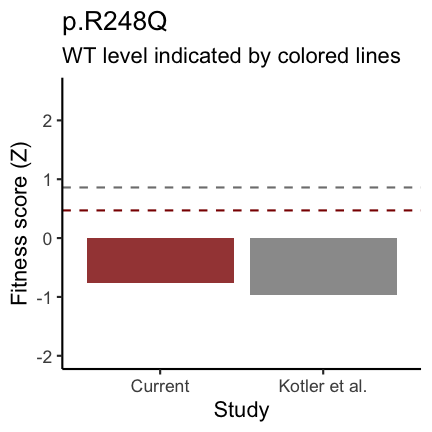 p.R248Q
WT level indicated by colored lines
Fitness score (Z)
2
1
0
-1
-2
Current
Kotler et al.
Study